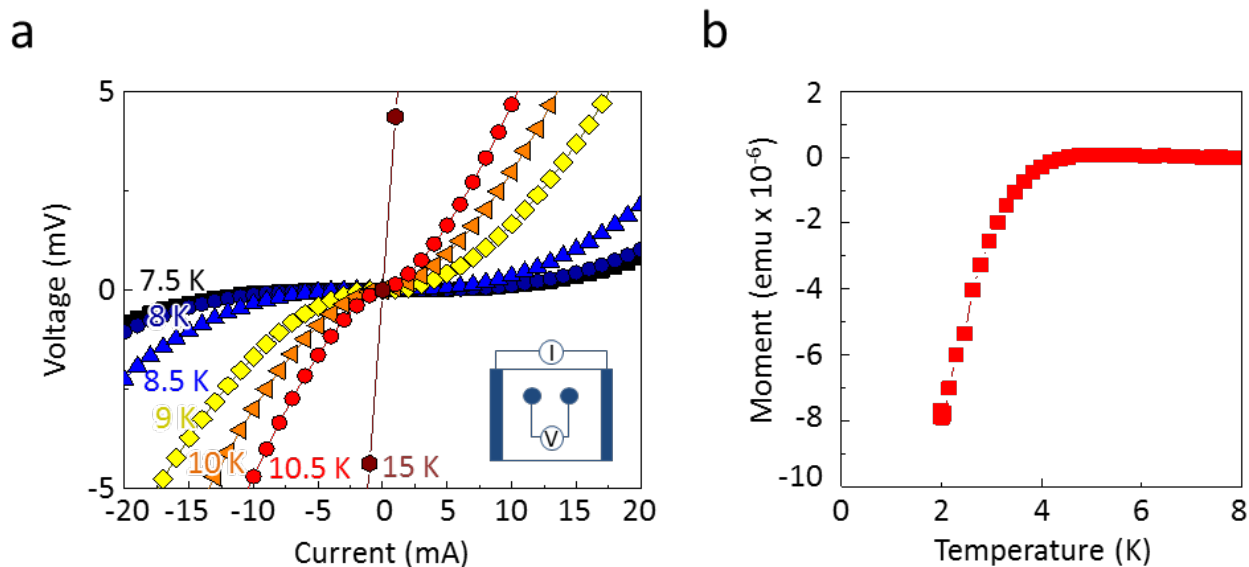 a
Voltage (mV)
5
0
-5
-20
-15
-10
-5
0
5
10
15
20
Current (mA)
7.5 K
8 K
8.5 K
9 K
10 K
10.5 K
15 K
I
V
b
Moment (emu x 10⁻⁶)
2
0
-2
-4
-6
-8
-10
0
2
4
6
8
Temperature (K)